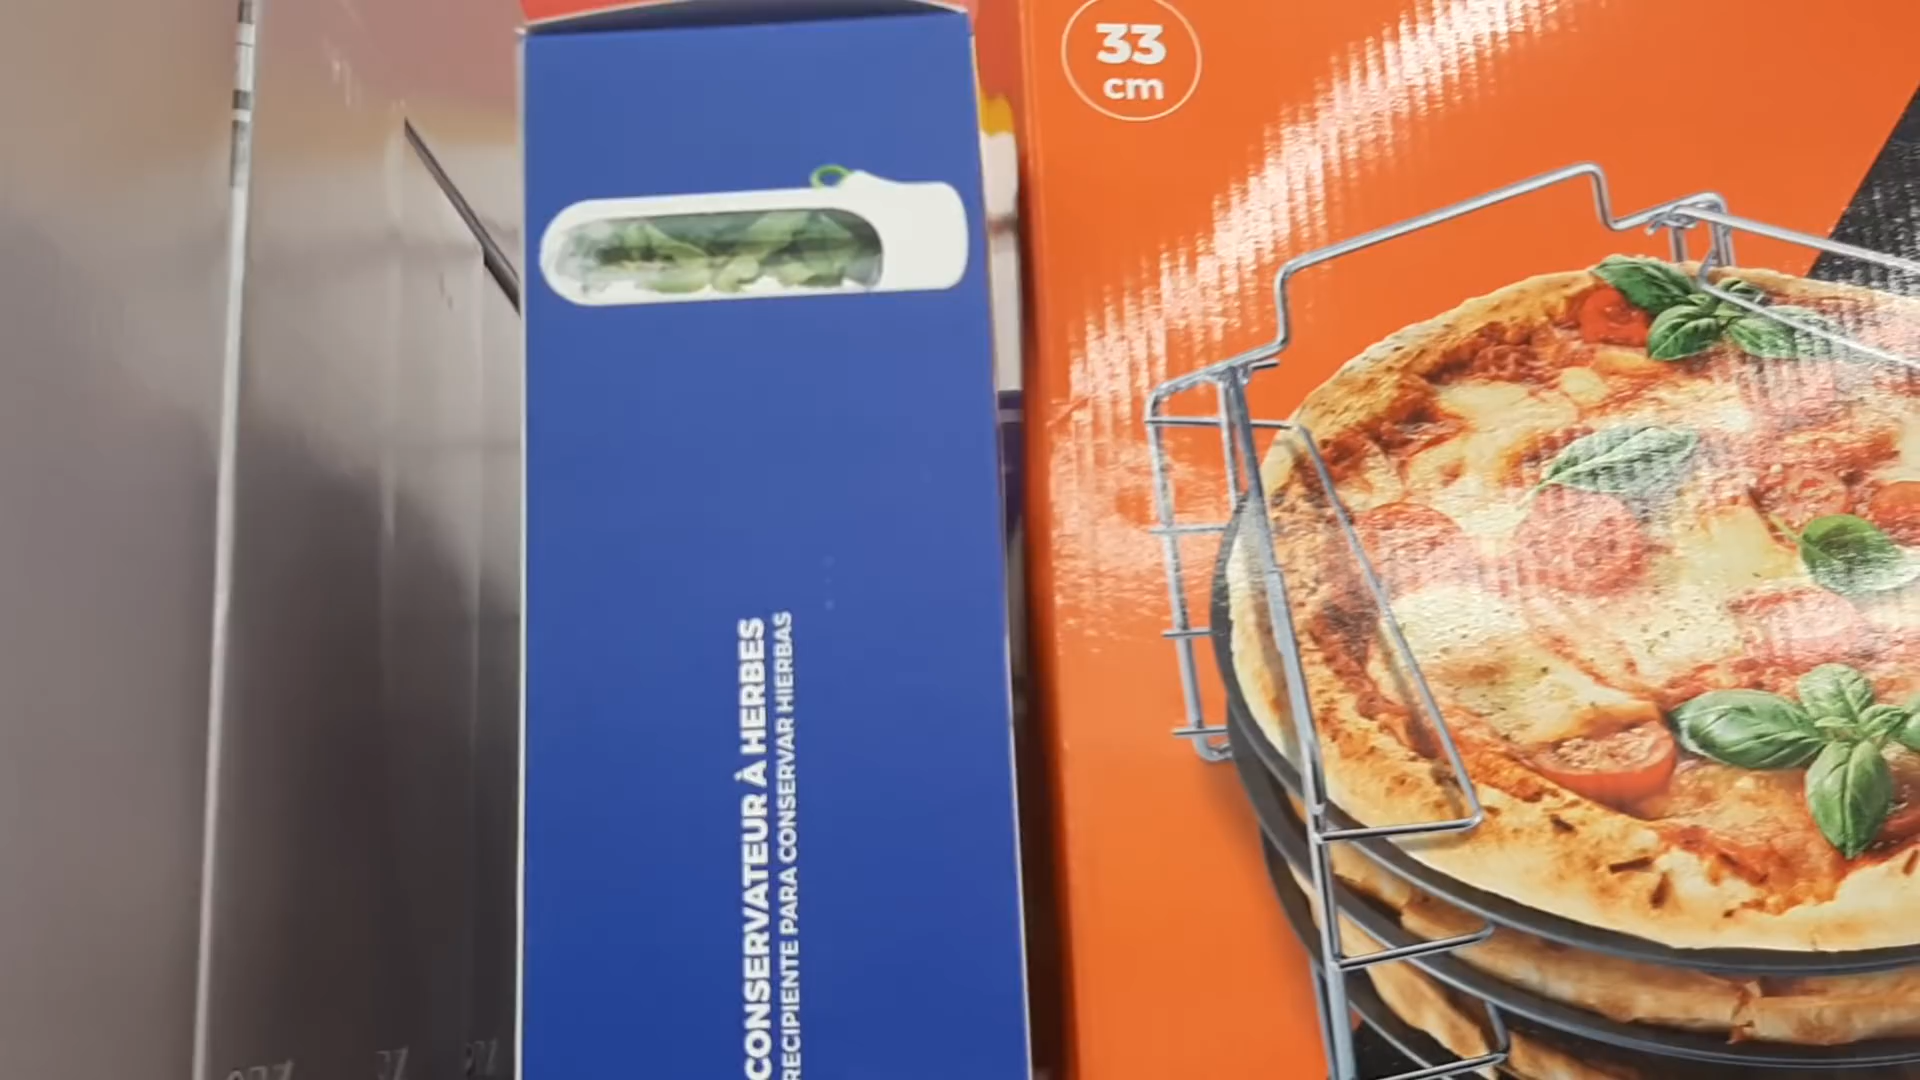 33
cm
CONSERVATEUR À HERBES
RECIPIENTE PARA CONSERVAR HIERBAS